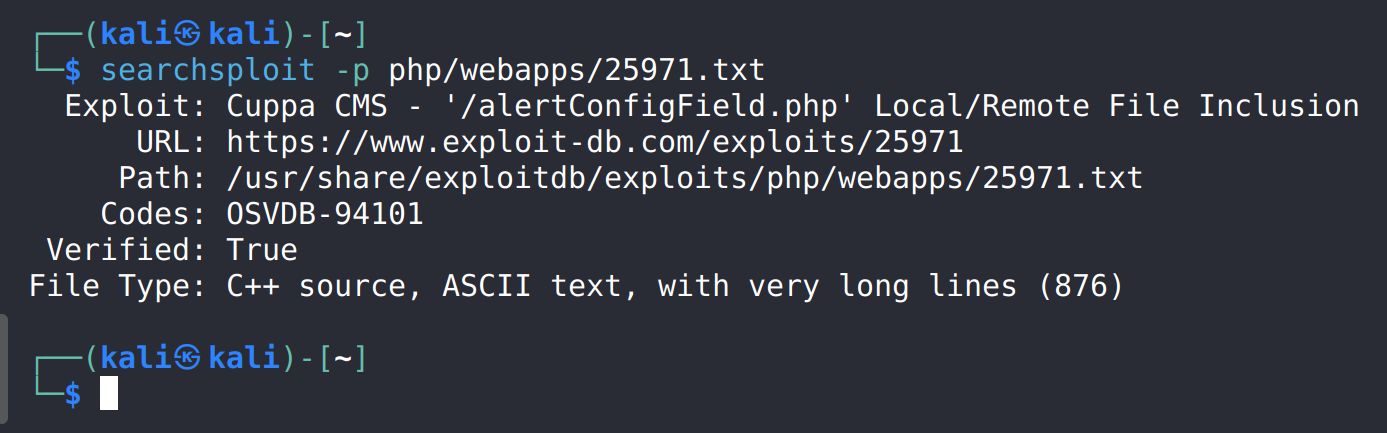 ┌──(kali㉿kali)-[~]
└─$ searchsploit -p php/webapps/25971.txt
  Exploit: Cuppa CMS - '/alertConfigField.php' Local/Remote File Inclusion
      URL: https://www.exploit-db.com/exploits/25971
     Path: /usr/share/exploitdb/exploits/php/webapps/25971.txt
    Codes: OSVDB-94101
 Verified: True
File Type: C++ source, ASCII text, with very long lines (876)
┌──(kali㉿kali)-[~]
└─$